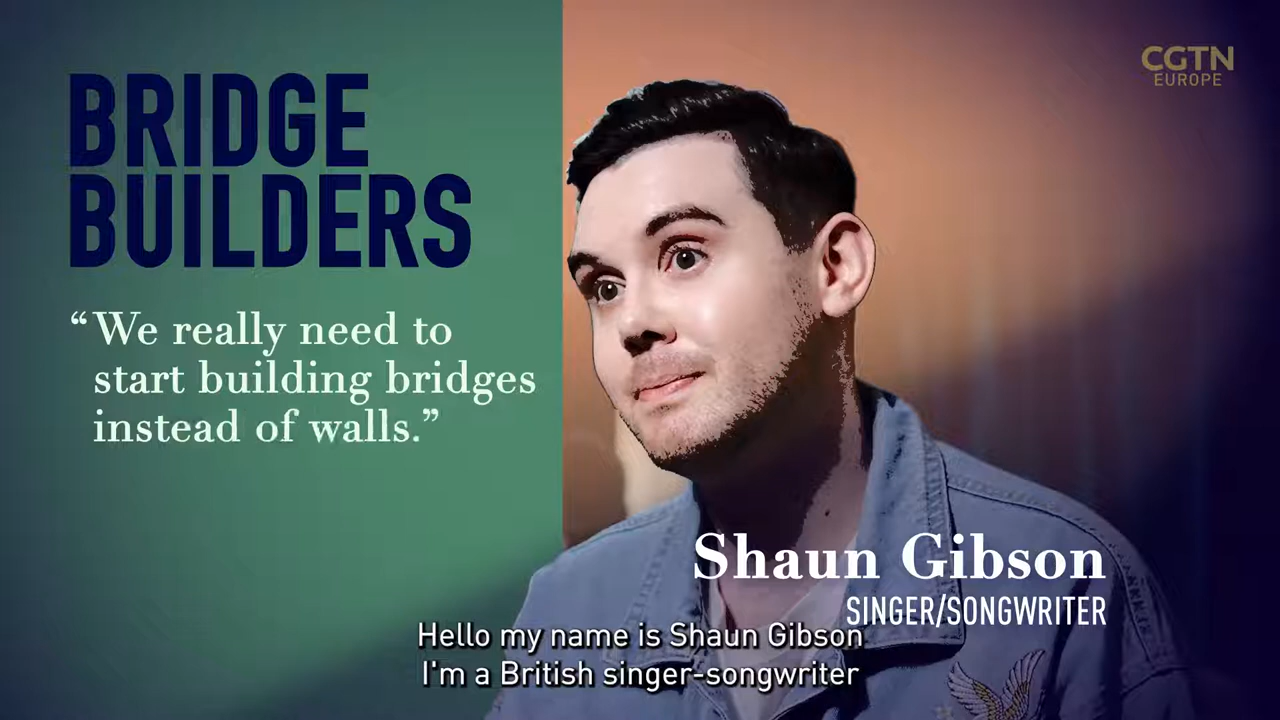 CGTN
EUROPE
BRIDGE
BUILDERS
“We really need to
start building bridges
instead of walls.”
Shaun Gibson
SINGER/SONGWRITER
Hello my name is Shaun Gibson
I'm a British singer-songwriter